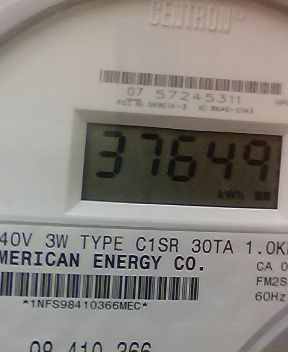 CENTRON®
07 57245311
37649
kWh
40V 3W TYPE C1SR 30TA 1.0K
MERICAN ENERGY CO.
CA 0
FM2S
*1NFS98410366MEC*
60Hz
98 410 366